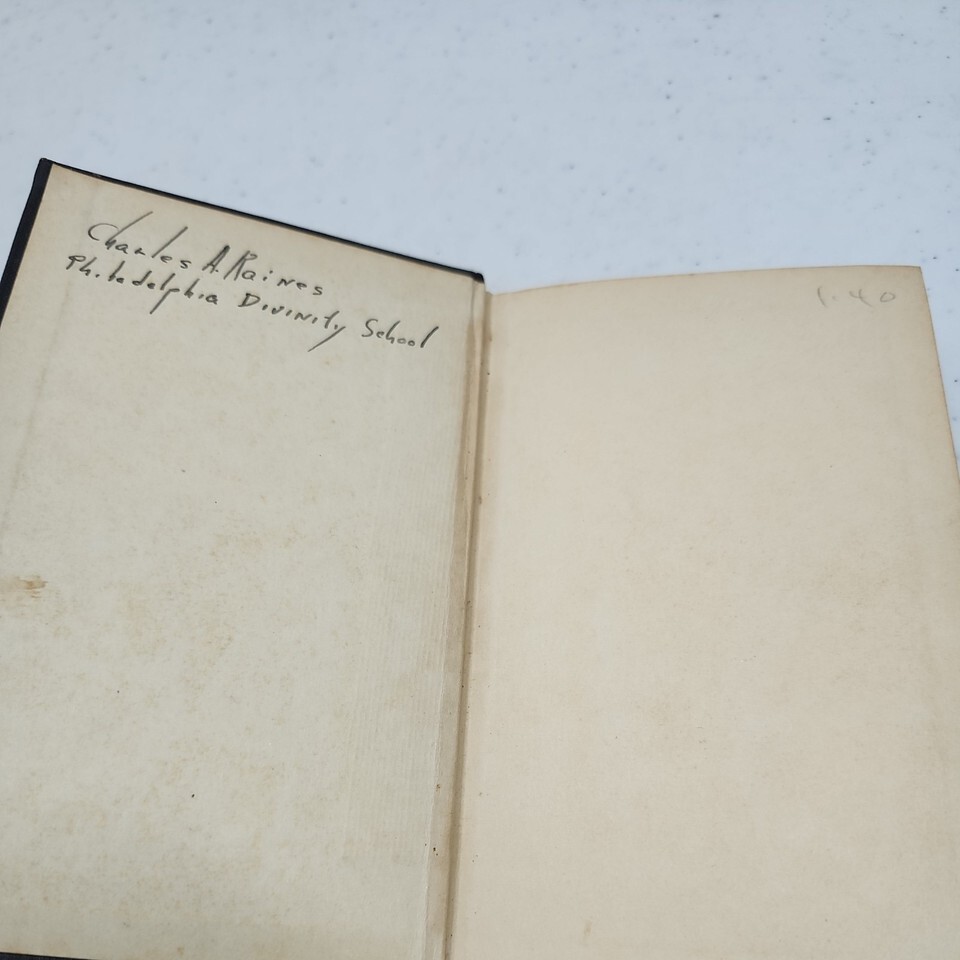 Charles A. Raines
Philadelphia Divinity School
1.40